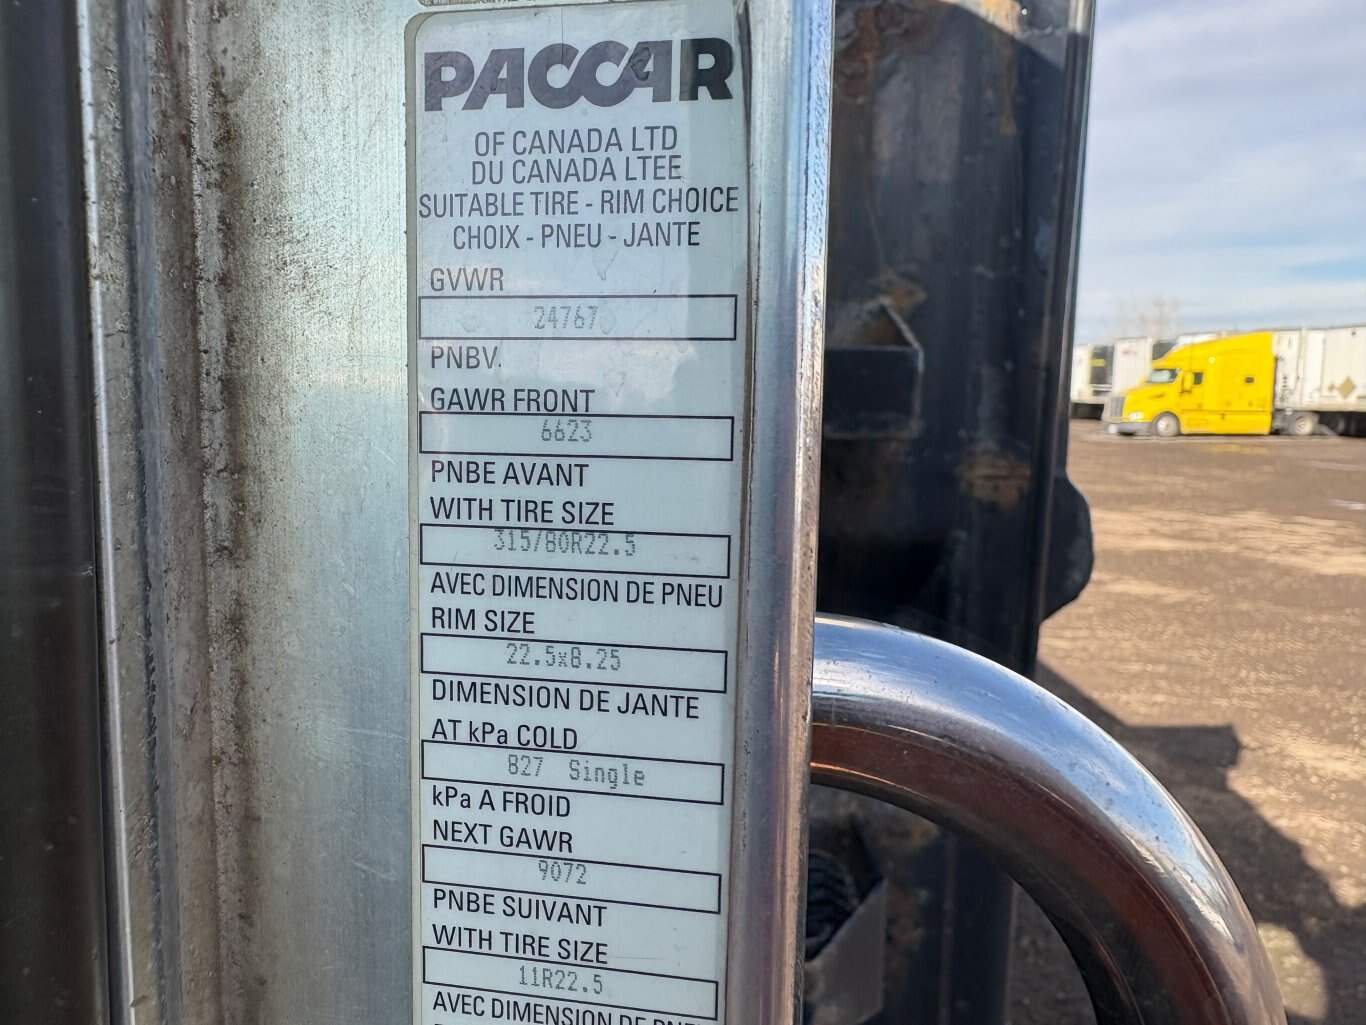 PACCAR
OF CANADA LTD
DU CANADA LTEE
SUITABLE TIRE - RIM CHOICE
CHOIX - PNEU - JANTE
GVWR
24767
PNBV
GAWR FRONT
6623
PNBE AVANT
WITH TIRE SIZE
315/80R22.5
AVEC DIMENSION DE PNEU
RIM SIZE
22.5x8.25
DIMENSION DE JANTE
AT kPa COLD
827 Single
kPa A FROID
NEXT GAWR
9072
PNBE SUIVANT
WITH TIRE SIZE
11R22.5
AVEC DIMENSION DE